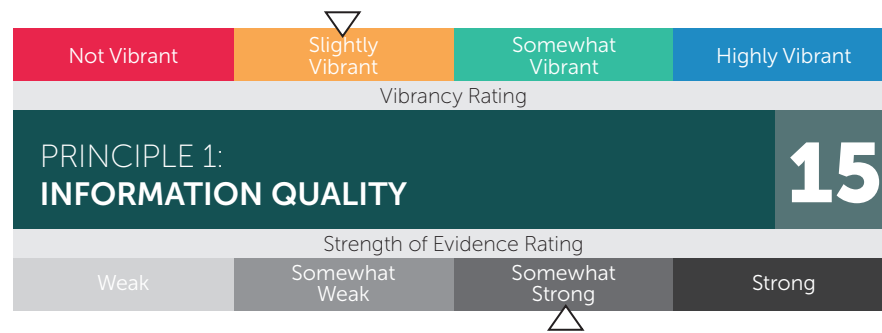 Not Vibrant
Slightly
Vibrant
Somewhat
Vibrant
Highly Vibrant
Vibrancy Rating
PRINCIPLE 1:
INFORMATION QUALITY
15
Strength of Evidence Rating
Weak
Somewhat
Weak
Somewhat
Strong
Strong